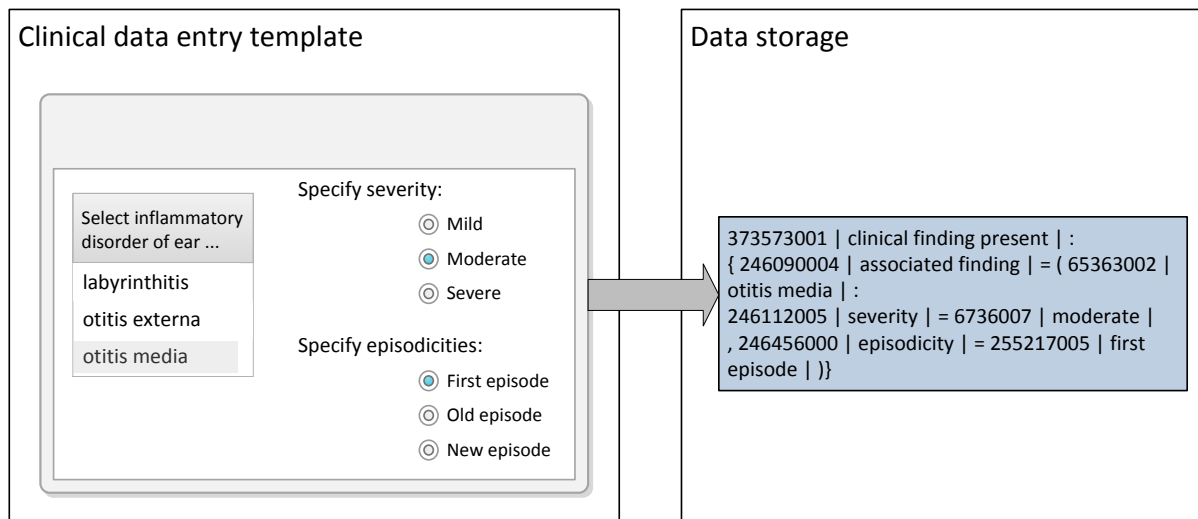 Clinical data entry template
Select inflammatory
disorder of ear ...
labyrinthitis
otitis externa
otitis media
Specify severity:
Mild
Moderate
Severe
Specify episodicities:
First episode
Old episode
New episode
Data storage
373573001 | clinical finding present | :
{ 246090004 | associated finding | = ( 65363002 |
otitis media | :
246112005 | severity | = 6736007 | moderate |
, 246456000 | episodicity | = 255217005 | first
episode | )}